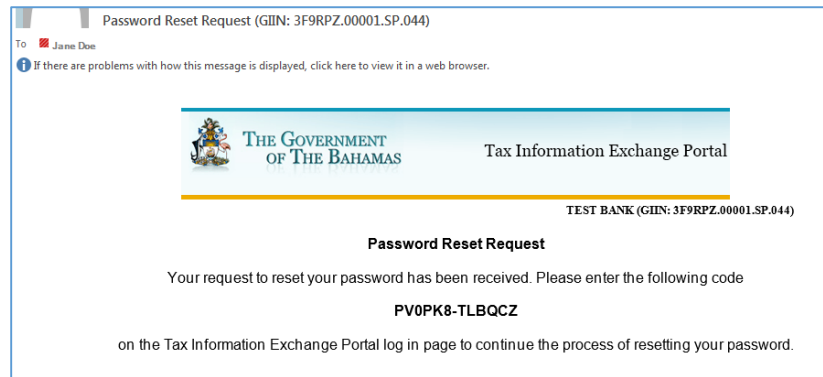 Password Reset Request (GIIN: 3F9RPZ.00001.SP.044)
To Jane Doe
If there are problems with how this message is displayed, click here to view it in a web browser.
THE GOVERNMENT
OF THE BAHAMAS
Tax Information Exchange Portal
TEST BANK (GIIN: 3F9RPZ.00001.SP.044)
Password Reset Request
Your request to reset your password has been received. Please enter the following code
PV0PK8-TLBQCZ
on the Tax Information Exchange Portal log in page to continue the process of resetting your password.